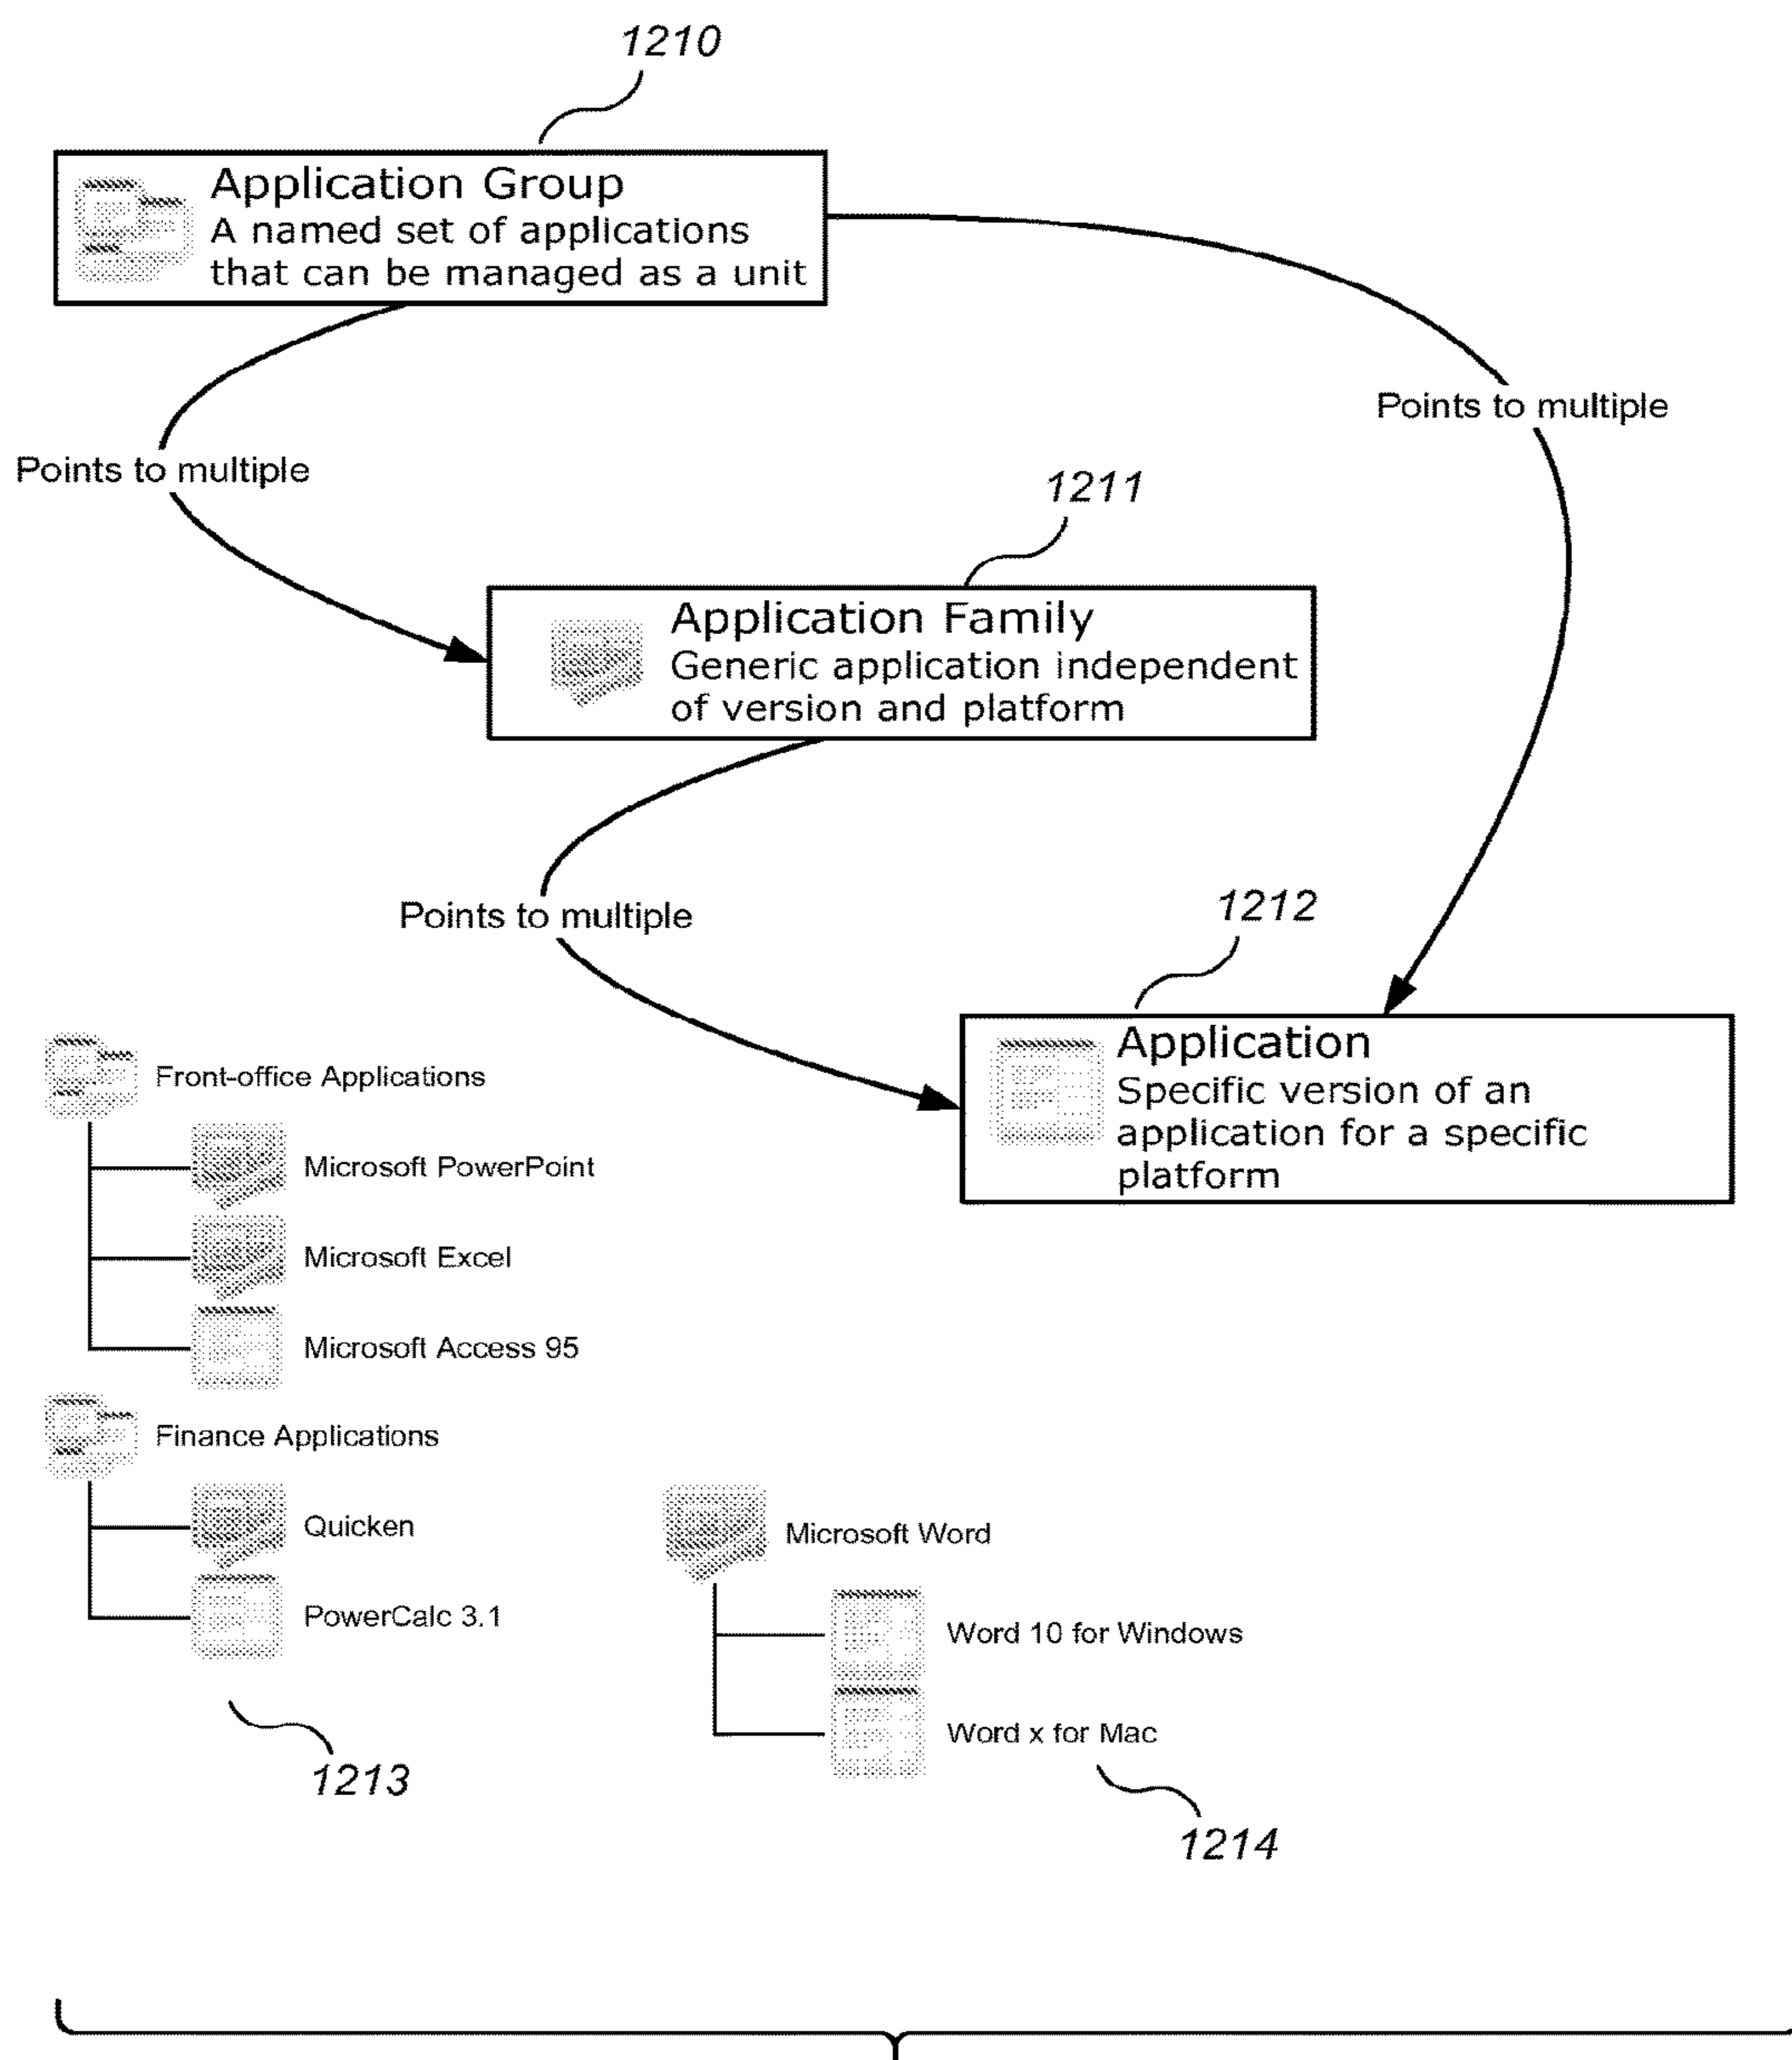 1210
Application Group
A named set of applications
that can be managed as a unit
Points to multiple
Points to multiple
1211
Application Family
Generic application independent
of version and platform
Points to multiple
1212
Application
Specific version of an
application for a specific
platform
Front-office Applications
Microsoft PowerPoint
Microsoft Excel
Microsoft Access 95
Finance Applications
Quicken
PowerCalc 3.1
1213
Microsoft Word
Word 10 for Windows
Word x for Mac
1214